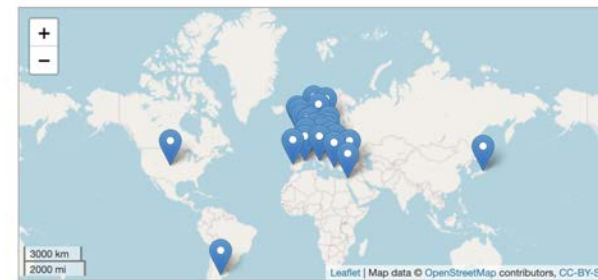 +
−
3000 km
2000 mi
Leaflet | Map data © OpenStreetMap contributors, CC-BY-S